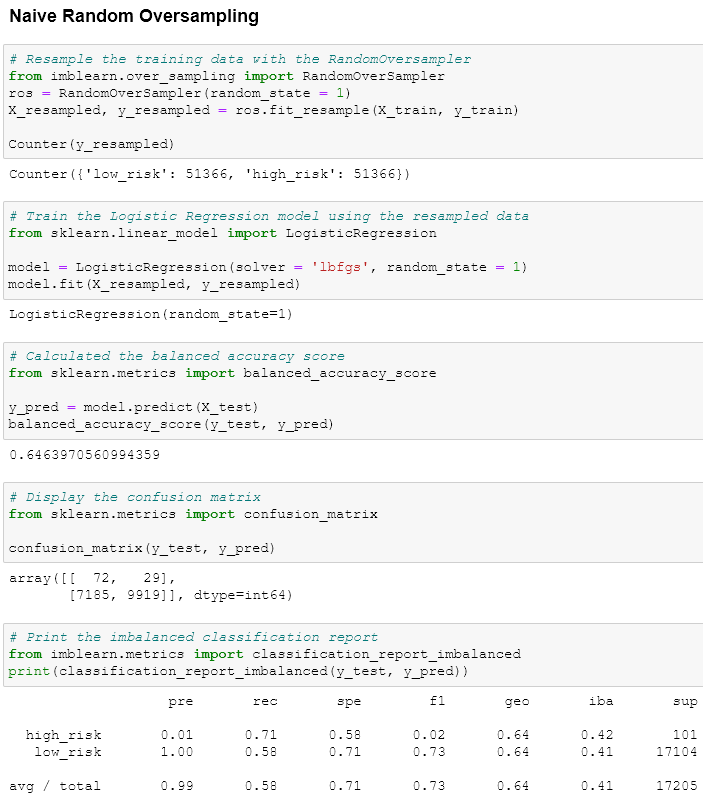 Naive Random Oversampling
# Resample the training data with the RandomOversampler
from imblearn.over_sampling import RandomOverSampler
ros = RandomOverSampler(random_state = 1)
X_resampled, y_resampled = ros.fit_resample(X_train, y_train)
Counter(y_resampled)
Counter({'low_risk': 51366, 'high_risk': 51366})
# Train the Logistic Regression model using the resampled data
from sklearn.linear_model import LogisticRegression
model = LogisticRegression(solver = 'lbfgs', random_state = 1)
model.fit(X_resampled, y_resampled)
LogisticRegression(random_state=1)
# Calculated the balanced accuracy score
from sklearn.metrics import balanced_accuracy_score
y_pred = model.predict(X_test)
balanced_accuracy_score(y_test, y_pred)
0.6463970560994359
# Display the confusion matrix
from sklearn.metrics import confusion_matrix
confusion_matrix(y_test, y_pred)
array([[  72,   29],
       [7185, 9919]], dtype=int64)
# Print the imbalanced classification report
from imblearn.metrics import classification_report_imbalanced
print(classification_report_imbalanced(y_test, y_pred))
                   pre       rec       spe        f1       geo       iba       sup
  high_risk       0.01      0.71      0.58      0.02      0.64      0.42       101
   low_risk       1.00      0.58      0.71      0.73      0.64      0.41     17104
avg / total       0.99      0.58      0.71      0.73      0.64      0.41     17205